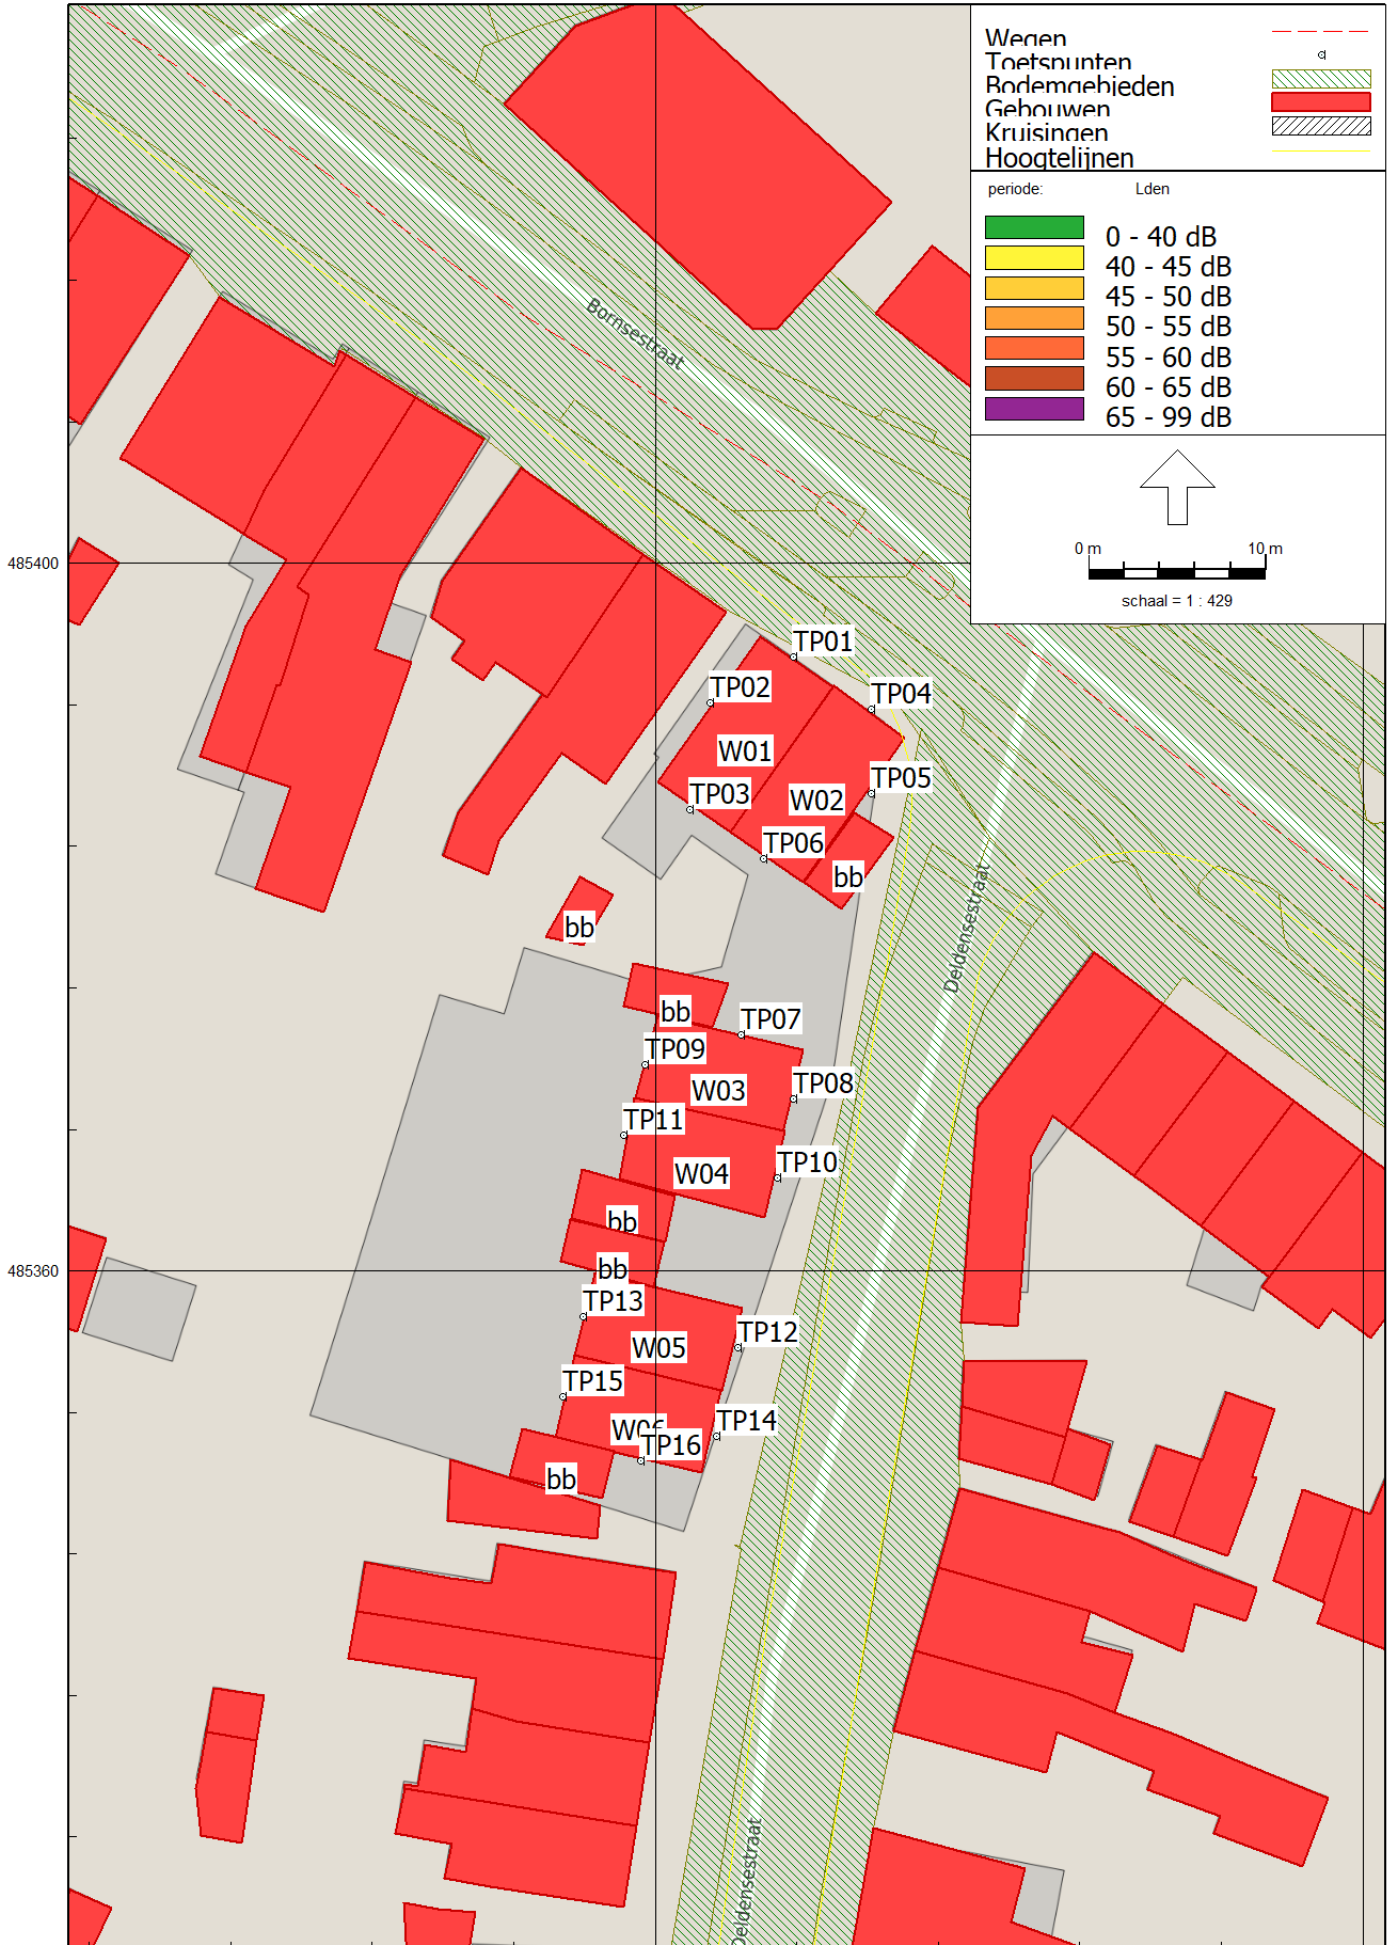 Wegen
Toetspunten
Bodemgebieden
Gebouwen
Kruisingen
Hoogtelijnen
periode: Lden
0 - 40 dB
40 - 45 dB
45 - 50 dB
50 - 55 dB
55 - 60 dB
60 - 65 dB
65 - 99 dB
0 m 10 m
schaal = 1 : 429
Bornsestraat
485400
TP01
TP02
TP04
W01
TP05
TP03
W02
TP06
bb
Deldensestraat
bb
bb
TP07
TP09
W03
TP08
TP11
W04
TP10
bb
bb
485360
TP13
W05
TP12
TP15
W06
TP14
TP16
bb
Deldensestraat